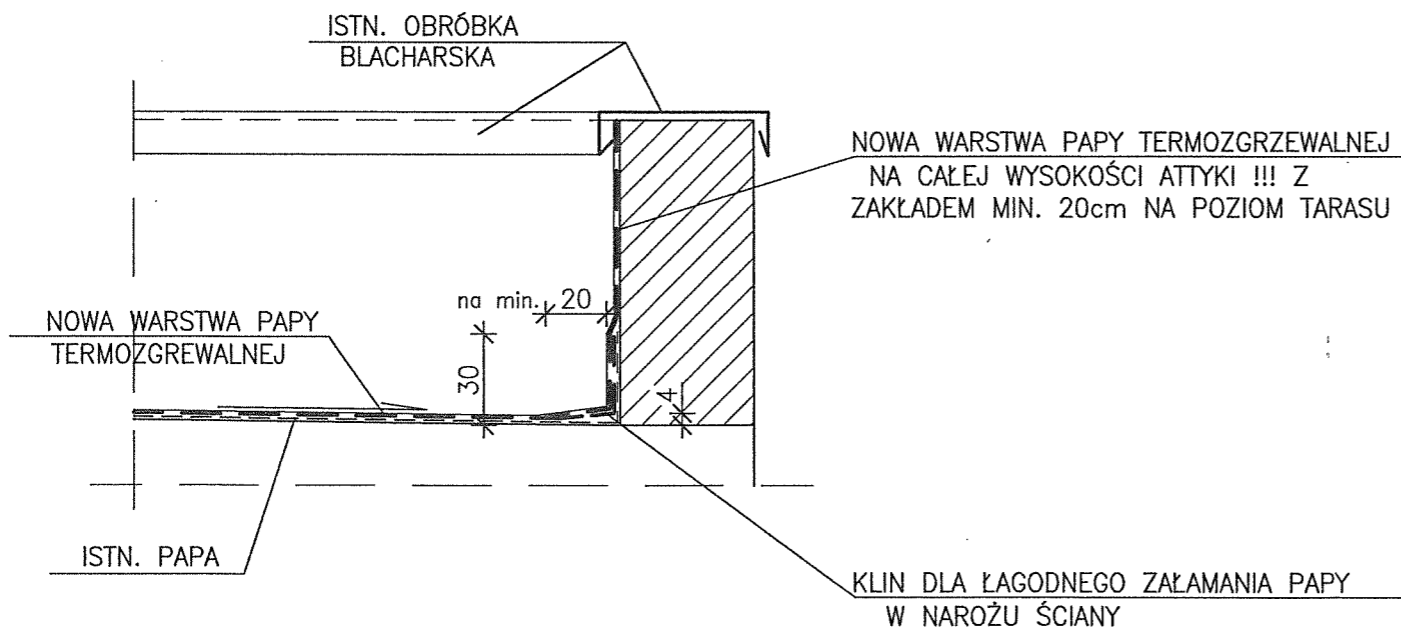 ISTN. OBRÓBKA
BLACHARSKA
NOWA WARSTWA PAPY TERMOZGRZEWALNEJ
NA CAŁEJ WYSOKOŚCI ATTYKI !!! Z
ZAKŁADEM MIN. 20cm NA POZIOM TARASU
na min. 20
NOWA WARSTWA PAPY
TERMOZGREWALNEJ
30
4
ISTN. PAPA
KLIN DLA ŁAGODNEGO ZAŁAMANIA PAPY
W NAROŻU ŚCIANY